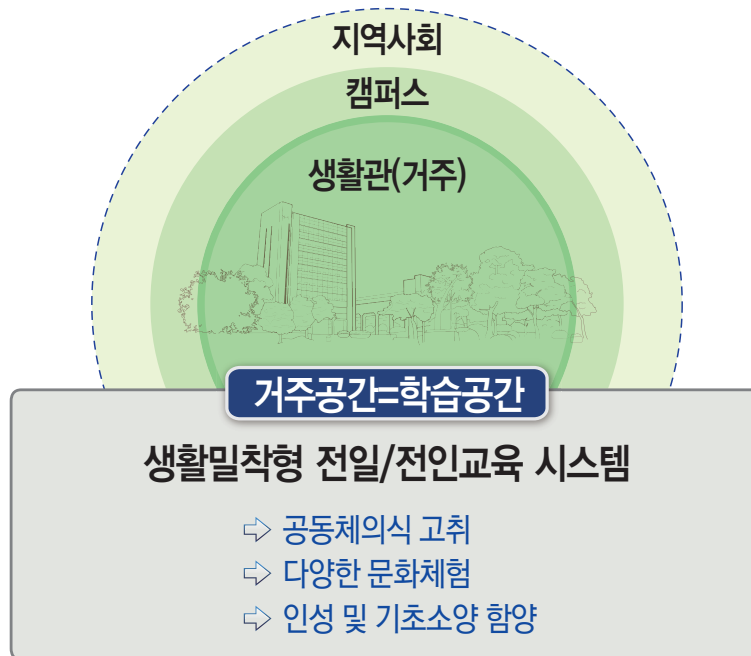 지역사회
캠퍼스
생활관(거주)
거주공간=학습공간
생활밀착형 전일/전인교육 시스템
⇨ 공동체의식 고취
⇨ 다양한 문화체험
⇨ 인성 및 기초소양 함양